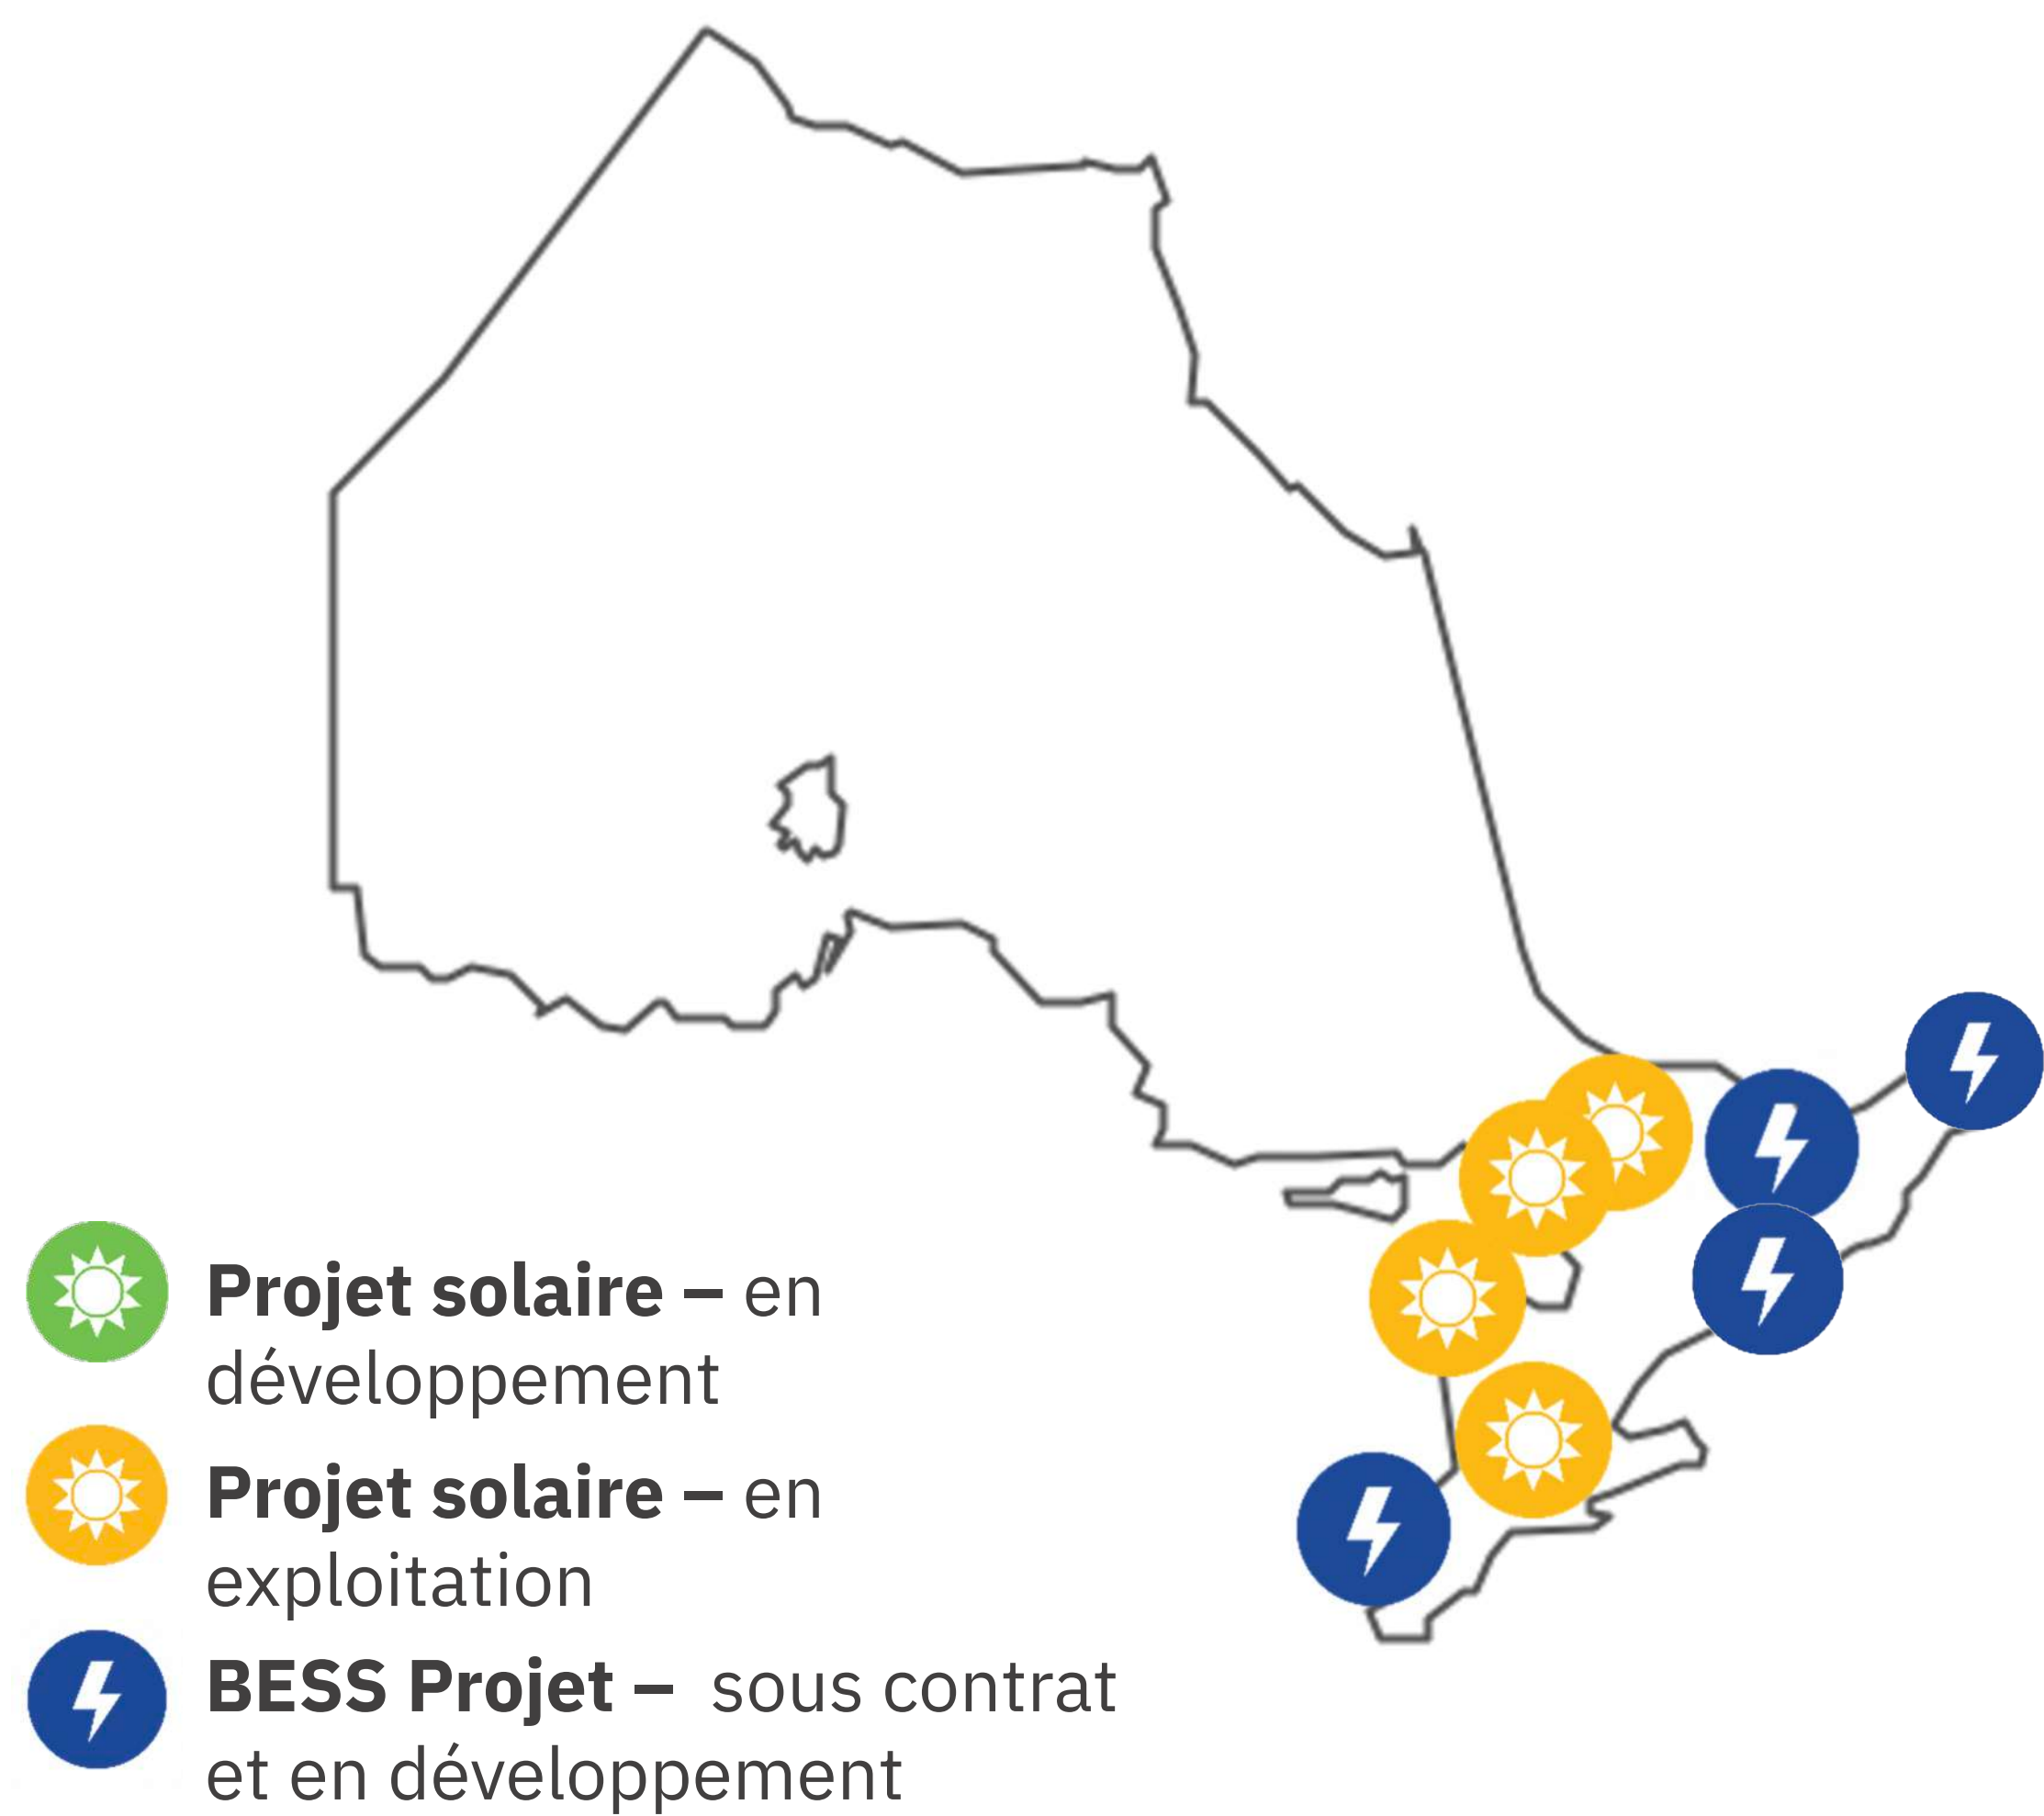 Projet solaire – en
développement
Projet solaire – en
exploitation
BESS Projet – sous contrat
et en développement